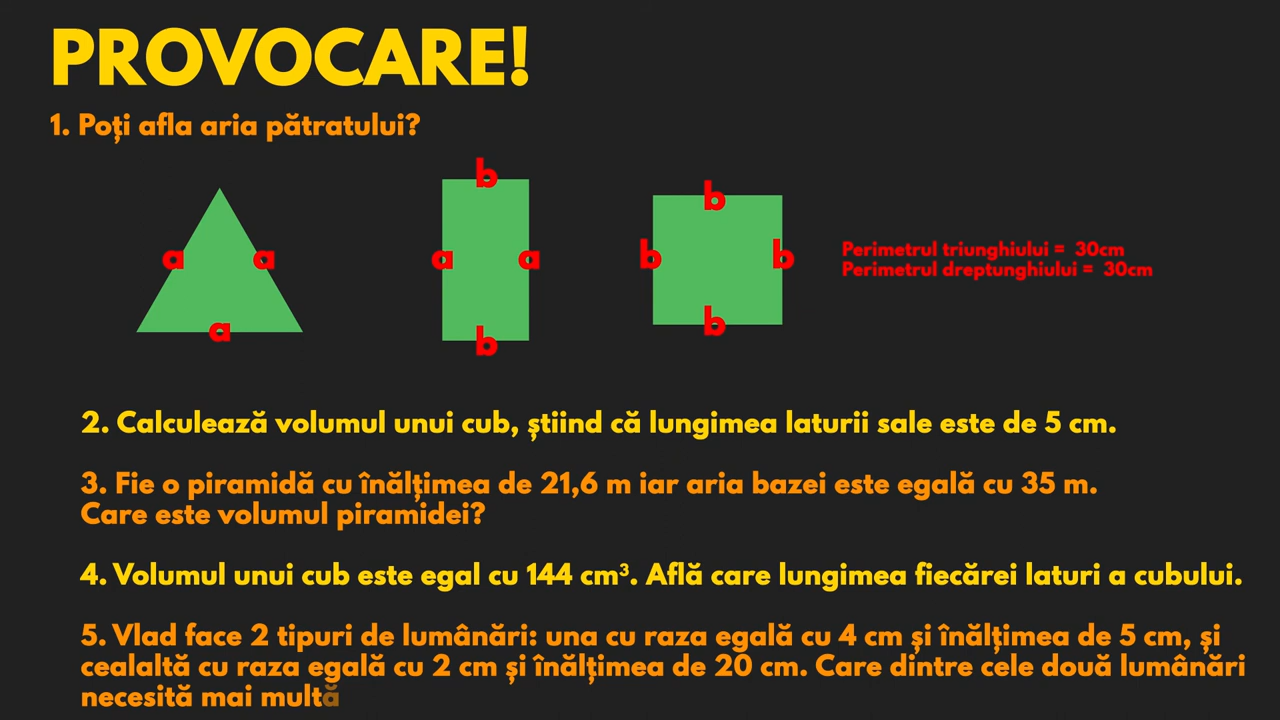 PROVOCARE!
1. Poți afla aria pătratului?
b
b
a
a
a
a
b
b
a
b
b
Perimetrul triunghiului = 30cm
Perimetrul dreptunghiului = 30cm
2. Calculează volumul unui cub, știind că lungimea laturii sale este de 5 cm.
3. Fie o piramidă cu înălțimea de 21,6 m iar aria bazei este egală cu 35 m.
Care este volumul piramidei?
4. Volumul unui cub este egal cu 144 cm³. Află care lungimea fiecărei laturi a cubului.
5. Vlad face 2 tipuri de lumânări: una cu raza egală cu 4 cm și înălțimea de 5 cm, și
cealaltă cu raza egală cu 2 cm și înălțimea de 20 cm. Care dintre cele două lumânări
necesită mai multă